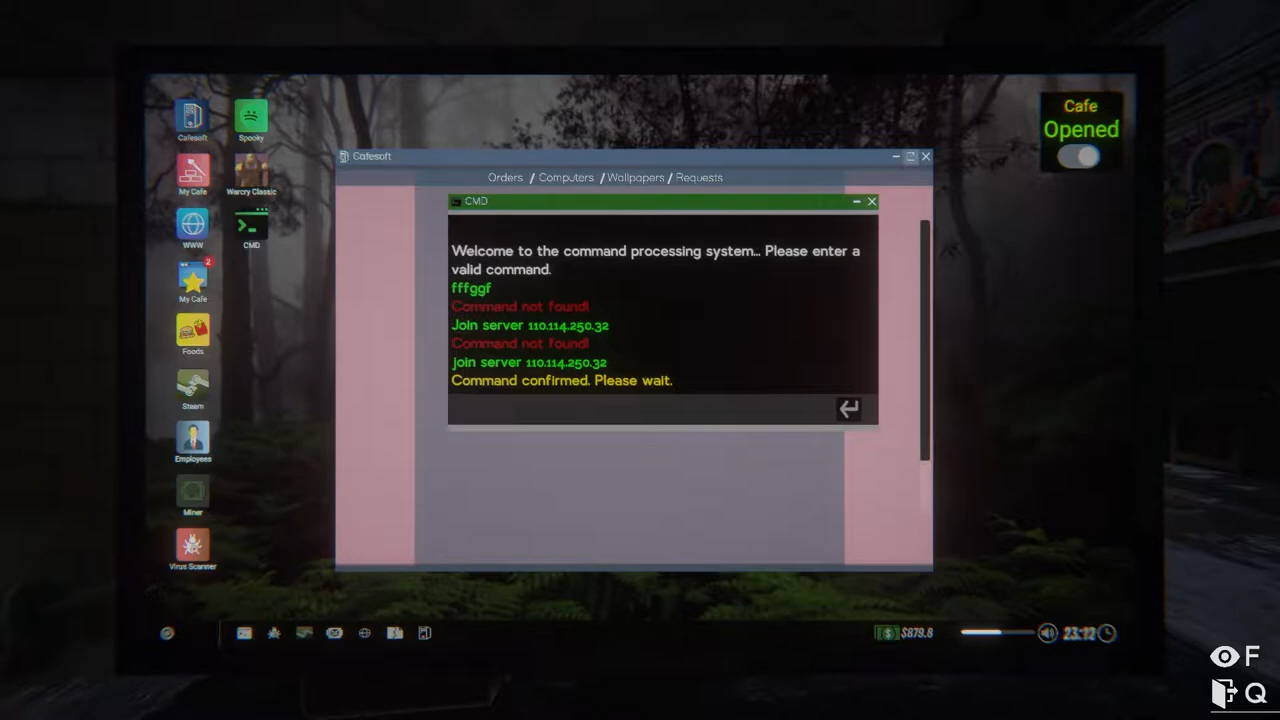 Cafesoft
Spooky
My Cafe
Warcry Classic
WWW
CMD
2
My Cafe
Foods
Steam
Employees
Miner
Virus Scanner
Cafe
Opened
Cafesoft
Orders / Computers / Wallpapers / Requests
CMD
Welcome to the command processing system... Please enter a
valid command.
fffggf
Command not found!
Join server 110.114.250.32
Command not found!
join server 110.114.250.32
Command confirmed. Please wait.
$879.8
23:12
F
Q